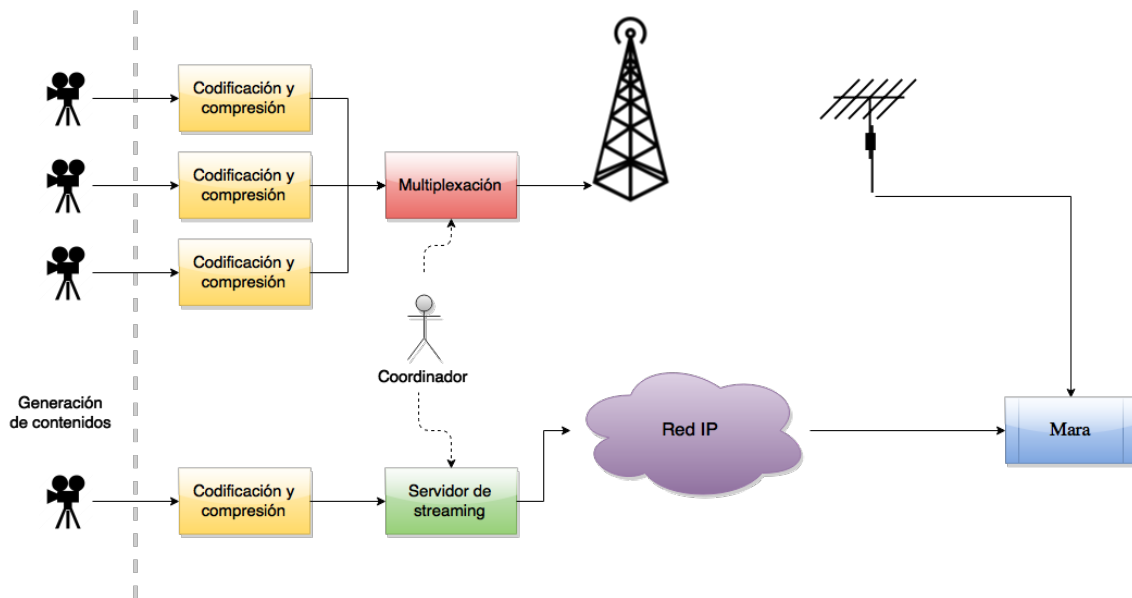 Codificación y
compresión
Codificación y
compresión
Multiplexación
Codificación y
compresión
Coordinador
Generación
de contenidos
Red IP
Mara
Codificación y
compresión
Servidor de
streaming